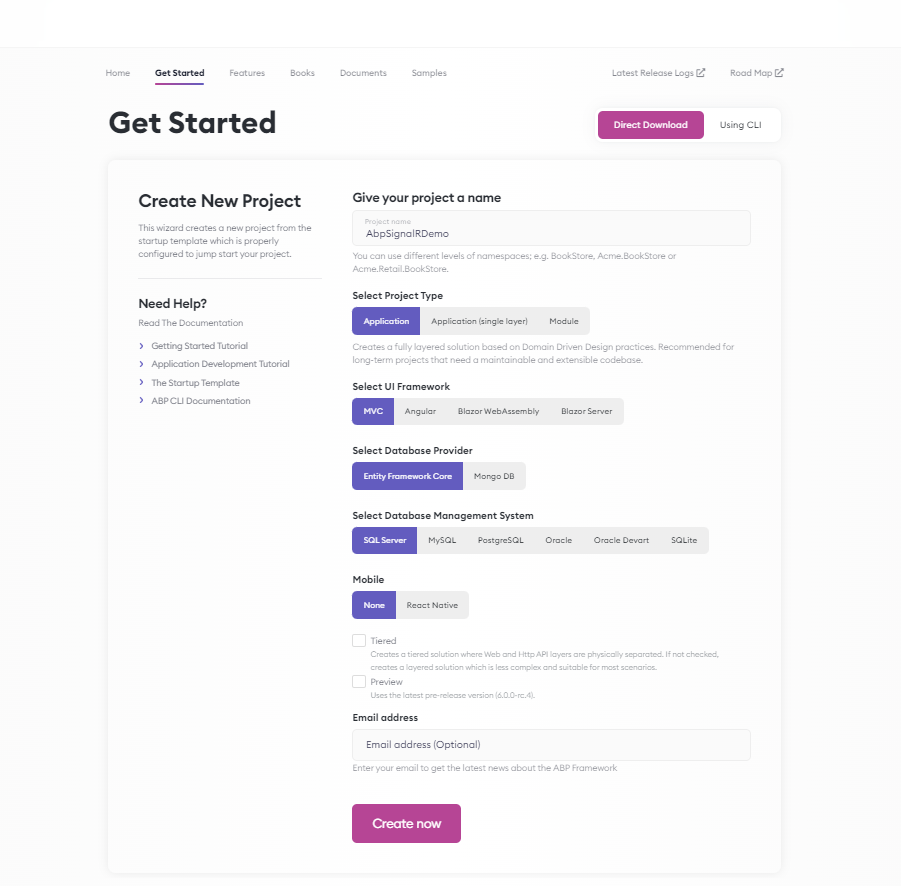 Home Get Started Features Books Documents Samples Latest Release Logs Road Map
Get Started
Direct Download Using CLI
Create New Project
This wizard creates a new project from the
startup template which is properly
configured to jump start your project.
Need Help?
Read The Documentation
Getting Started Tutorial
Application Development Tutorial
The Startup Template
ABP CLI Documentation
Give your project a name
Project name
AbpSignalRDemo
You can use different levels of namespaces; e.g. BookStore, Acme.BookStore or
Acme.Retail.BookStore.
Select Project Type
Application Application (single layer) Module
Creates a fully layered solution based on Domain Driven Design practices. Recommended for
long-term projects that need a maintainable and extensible codebase.
Select UI Framework
MVC Angular Blazor WebAssembly Blazor Server
Select Database Provider
Entity Framework Core Mongo DB
Select Database Management System
SQL Server MySQL PostgreSQL Oracle Oracle Devart SQLite
Mobile
None React Native
Tiered
Creates a tiered solution where Web and Http API layers are physically separated. If not checked,
creates a layered solution which is less complex and suitable for most scenarios.
Preview
Uses the latest pre-release version (6.0.0-rc.4).
Email address
Email address (Optional)
Enter your email to get the latest news about the ABP Framework
Create now